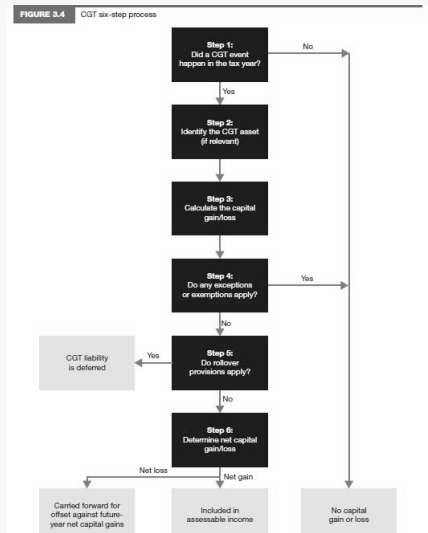 FIGURE 3.4 CGT six-step process
Step 1:
Did a CGT event
happen in the tax year?
No
Yes
Step 2:
Identify the CGT asset
(if relevant)
Step 3:
Calculate the capital
gain/loss
Step 4:
Do any exceptions
or exemptions apply?
Yes
No
CGT liability
is deferred
Yes
Step 5:
Do rollover
provisions apply?
No
Step 6:
Determine net capital
gain/loss
Net loss
Net gain
Carried forward for
offset against future-
year net capital gains
Included in
assessable income
No capital
gain or loss